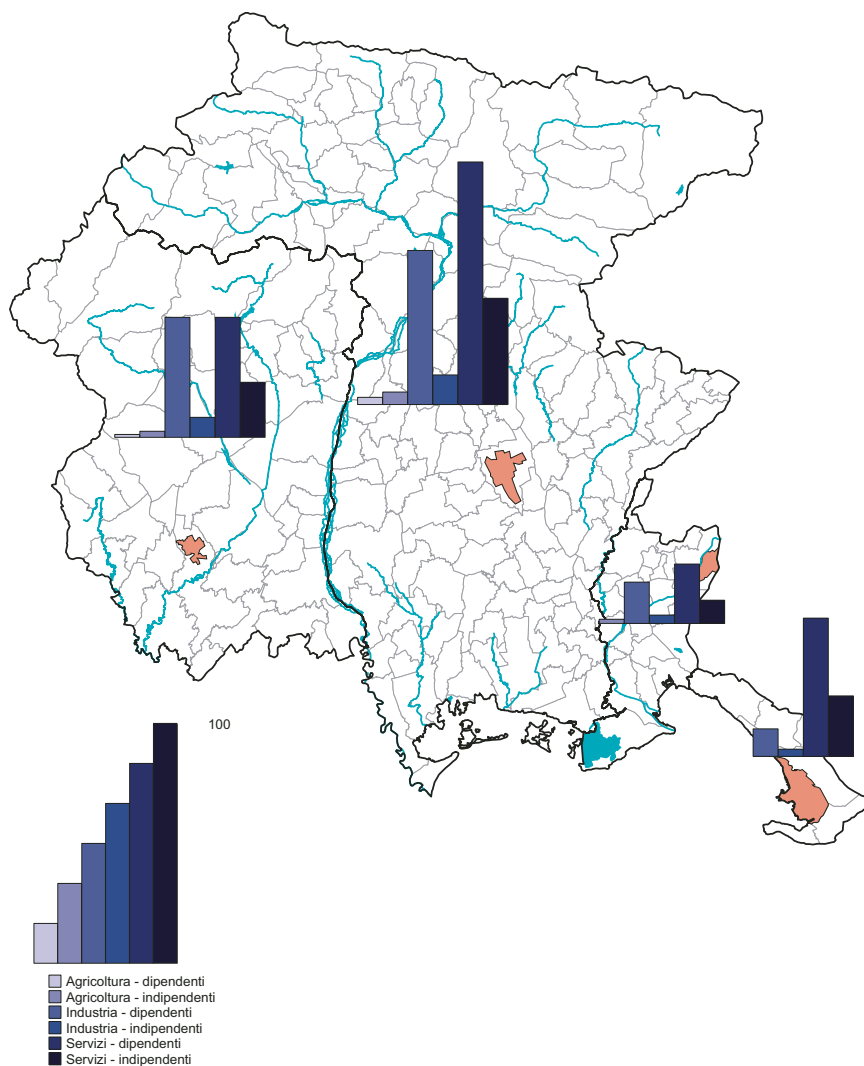 100
Agricoltura - dipendenti
Agricoltura - indipendenti
Industria - dipendenti
Industria - indipendenti
Servizi - dipendenti
Servizi - indipendenti